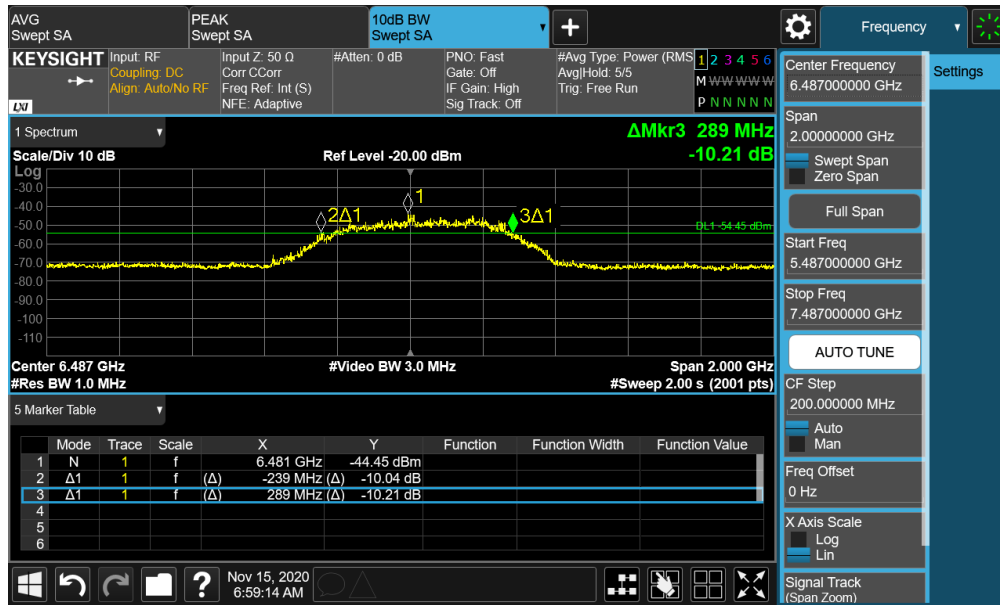 AVG
Swept SA
PEAK
Swept SA
10dB BW
Swept SA
Frequency
KEYSIGHT
LXI
Input: RF
Coupling: DC
Align: Auto/No RF
Input Z: 50 Ω
Corr CCorr
Freq Ref: Int (S)
NFE: Adaptive
#Atten: 0 dB
PNO: Fast
Gate: Off
IF Gain: High
Sig Track: Off
#Avg Type: Power (RMS
Avg|Hold: 5/5
Trig: Free Run
1 2 3 4 5 6
M W W W W W
P N N N N N
1 Spectrum
ΔMkr3 289 MHz
Scale/Div 10 dB
Ref Level -20.00 dBm
-10.21 dB
Log
-30.0
-40.0
-50.0
-60.0
-70.0
-80.0
-90.0
-100
-110
1
2Δ1
3Δ1
DL1 -54.45 dBm
Center 6.487 GHz
#Video BW 3.0 MHz
Span 2.000 GHz
#Res BW 1.0 MHz
#Sweep 2.00 s (2001 pts)
5 Marker Table
Mode Trace Scale X Y Function Function Width Function Value
1 N 1 f 6.481 GHz -44.45 dBm
2 Δ1 1 f (Δ) -239 MHz (Δ) -10.04 dB
3 Δ1 1 f (Δ) 289 MHz (Δ) -10.21 dB
4
5
6
Nov 15, 2020
6:59:14 AM
Center Frequency
6.487000000 GHz
Span
2.00000000 GHz
Swept Span
Zero Span
Full Span
Start Freq
5.487000000 GHz
Stop Freq
7.487000000 GHz
AUTO TUNE
CF Step
200.000000 MHz
Auto
Man
Freq Offset
0 Hz
X Axis Scale
Log
Lin
Signal Track
(Span Zoom)
Settings